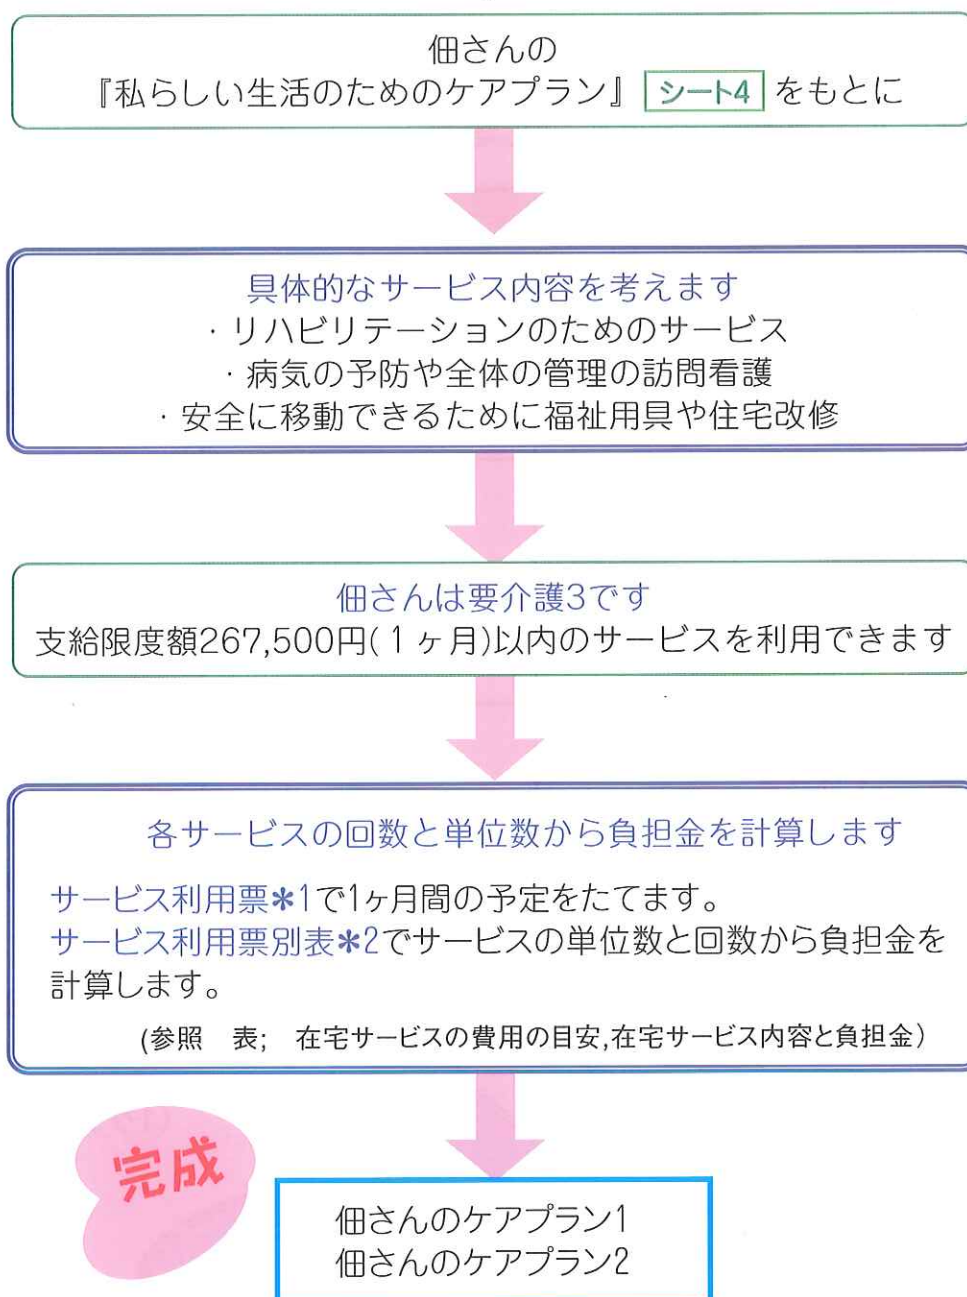 佃さんの
『私らしい生活のためのケアプラン』 シート4 をもとに
具体的なサービス内容を考えます
・リハビリテーションのためのサービス
・病気の予防や全体の管理の訪問看護
・安全に移動できるために福祉用具や住宅改修
佃さんは要介護3です
支給限度額267,500円(1ヶ月)以内のサービスを利用できます
各サービスの回数と単位数から負担金を計算します
サービス利用票*1で1ヶ月間の予定をたてます。
サービス利用票別表*2でサービスの単位数と回数から負担金を
計算します。
(参照　表;　在宅サービスの費用の目安,在宅サービス内容と負担金)
完成
佃さんのケアプラン1
佃さんのケアプラン2